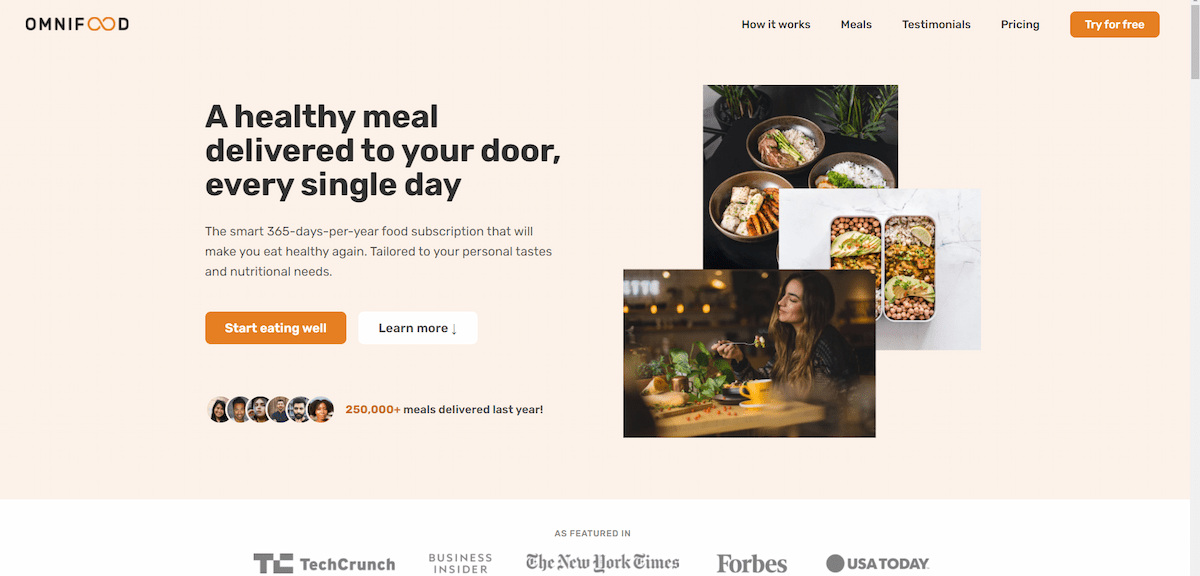 OMNIFOOD
How it works Meals Testimonials Pricing Try for free
A healthy meal
delivered to your door,
every single day
The smart 365-days-per-year food subscription that will
make you eat healthy again. Tailored to your personal tastes
and nutritional needs.
Start eating well Learn more ↓
250,000+ meals delivered last year!
AS FEATURED IN
TC TechCrunch
BUSINESS
INSIDER
The New York Times
Forbes
USA TODAY